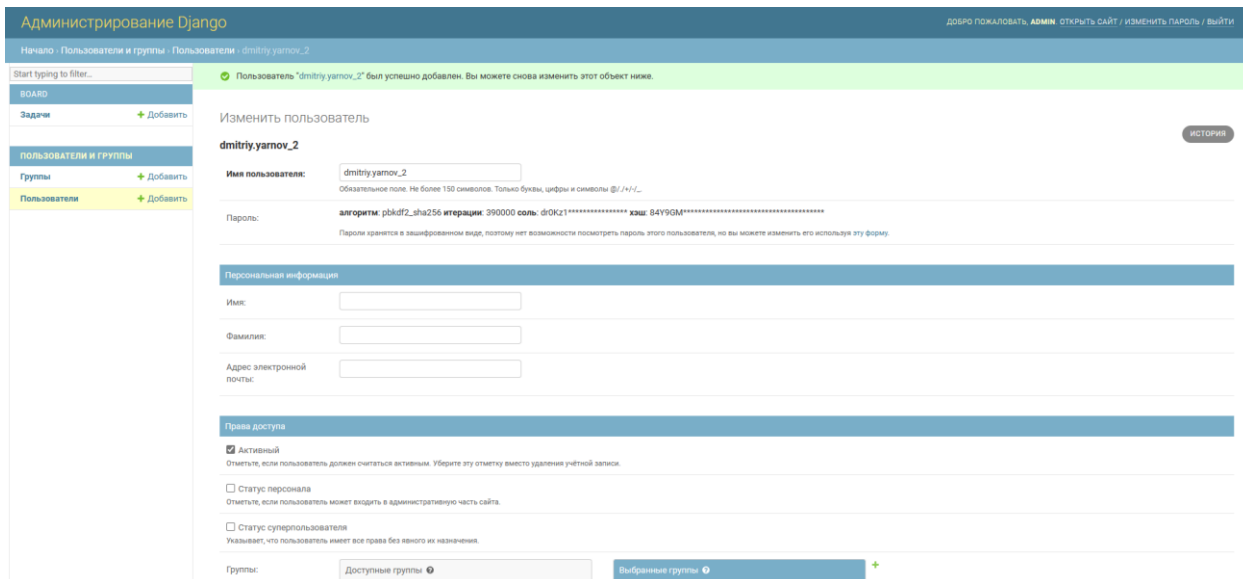 Администрирование Django
ДОБРО ПОЖАЛОВАТЬ, ADMIN. ОТКРЫТЬ САЙТ / ИЗМЕНИТЬ ПАРОЛЬ / ВЫЙТИ
Начало › Пользователи и группы › Пользователи › dmitriy.yarnov_2
Start typing to filter...
Пользователь "dmitriy.yarnov_2" был успешно добавлен. Вы можете снова изменить этот объект ниже.
BOARD
Задачи + Добавить
ПОЛЬЗОВАТЕЛИ И ГРУППЫ
Группы + Добавить
Пользователи + Добавить
Изменить пользователь
ИСТОРИЯ
dmitriy.yarnov_2
Имя пользователя: dmitriy.yarnov_2
Обязательное поле. Не более 150 символов. Только буквы, цифры и символы @/./+/-/_.
Пароль: алгоритм: pbkdf2_sha256 итерации: 390000 соль: dr0Kz1**************** хэш: 84Y9GM**************************************
Пароли хранятся в зашифрованном виде, поэтому нет возможности посмотреть пароль этого пользователя, но вы можете изменить его используя эту форму.
Персональная информация
Имя:
Фамилия:
Адрес электронной
почты:
Права доступа
Активный
Отметьте, если пользователь должен считаться активным. Уберите эту отметку вместо удаления учётной записи.
Статус персонала
Отметьте, если пользователь может входить в административную часть сайта.
Статус суперпользователя
Указывает, что пользователь имеет все права без явного их назначения.
Группы: Доступные группы ? Выбранные группы ? +